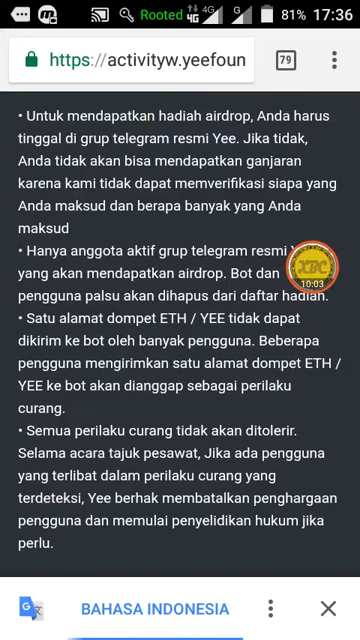 Rooted 4G 4G G 81% 17:36
https://activityw.yeefoun 79
• Untuk mendapatkan hadiah airdrop, Anda harus
tinggal di grup telegram resmi Yee. Jika tidak,
Anda tidak akan bisa mendapatkan ganjaran
karena kami tidak dapat memverifikasi siapa yang
Anda maksud dan berapa banyak yang Anda
maksud
• Hanya anggota aktif grup telegram resmi
yang akan mendapatkan airdrop. Bot dan
XBC
10:03
pengguna palsu akan dihapus dari daftar hadiah.
• Satu alamat dompet ETH / YEE tidak dapat
dikirim ke bot oleh banyak pengguna. Beberapa
pengguna mengirimkan satu alamat dompet ETH /
YEE ke bot akan dianggap sebagai perilaku
curang.
• Semua perilaku curang tidak akan ditolerir.
Selama acara tajuk pesawat, Jika ada pengguna
yang terlibat dalam perilaku curang yang
terdeteksi, Yee berhak membatalkan penghargaan
pengguna dan memulai penyelidikan hukum jika
perlu.
BAHASA INDONESIA